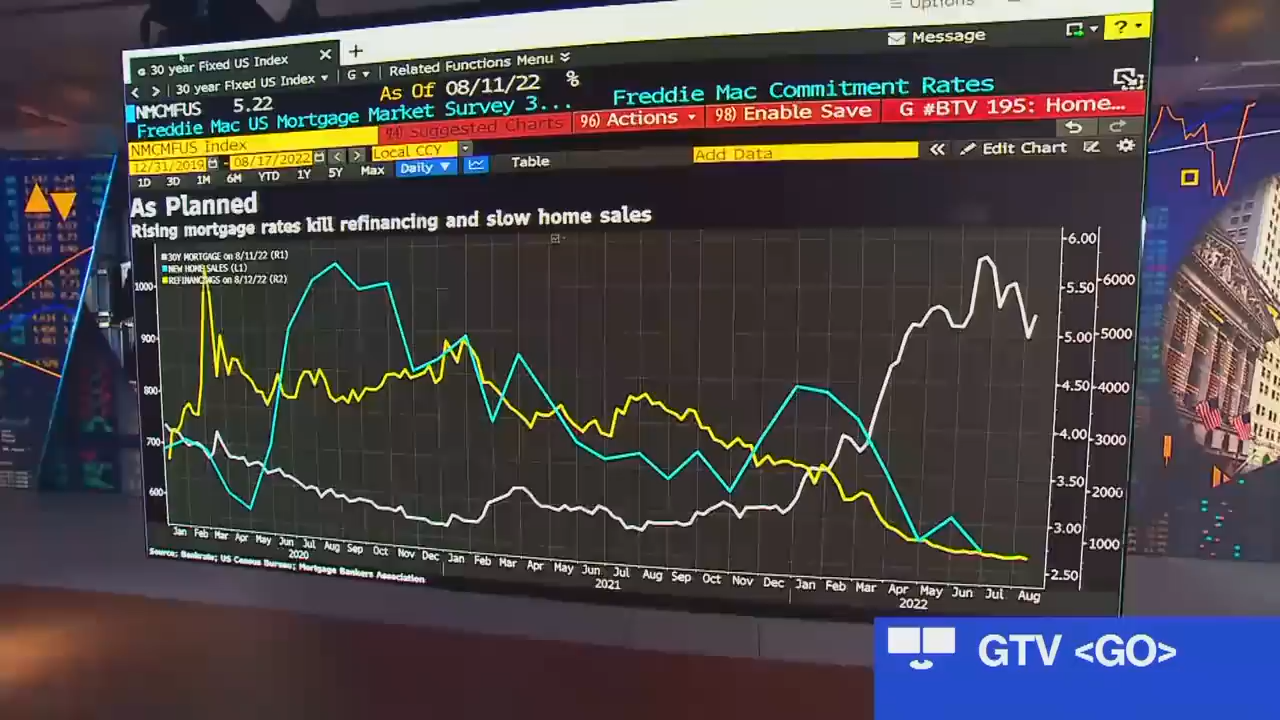 Options
30 year Fixed US Index
30 year Fixed US Index
G
Related Functions Menu
Message
?
NMCMFUS 5.22
As Of 08/11/22 %
Freddie Mac Commitment Rates
Freddie Mac US Mortgage Market Survey 3...
94) Suggested Charts
96) Actions
98) Enable Save
G #BTV 195: Home...
NMCMFUS Index
12/31/2019 - 08/17/2022
Local CCY
Add Data
Edit Chart
1D 3D 1M 6M YTD 1Y 5Y Max Daily Table
As Planned
Rising mortgage rates kill refinancing and slow home sales
30Y MORTGAGE on 8/11/22 (R1)
NEW HOME SALES (L1)
REFINANCINGS on 8/12/22 (R2)
1000
900
800
700
600
6.00
5.50
5.00
4.50
4.00
3.50
3.00
2.50
6000
5000
4000
3000
2000
1000
Jan Feb Mar Apr May Jun Jul Aug Sep Oct Nov Dec Jan Feb Mar Apr May Jun Jul Aug Sep Oct Nov Dec Jan Feb Mar Apr May Jun Jul Aug
2020 2021 2022
Source: Bankrate; US Census Bureau; Mortgage Bankers Association
GTV <GO>